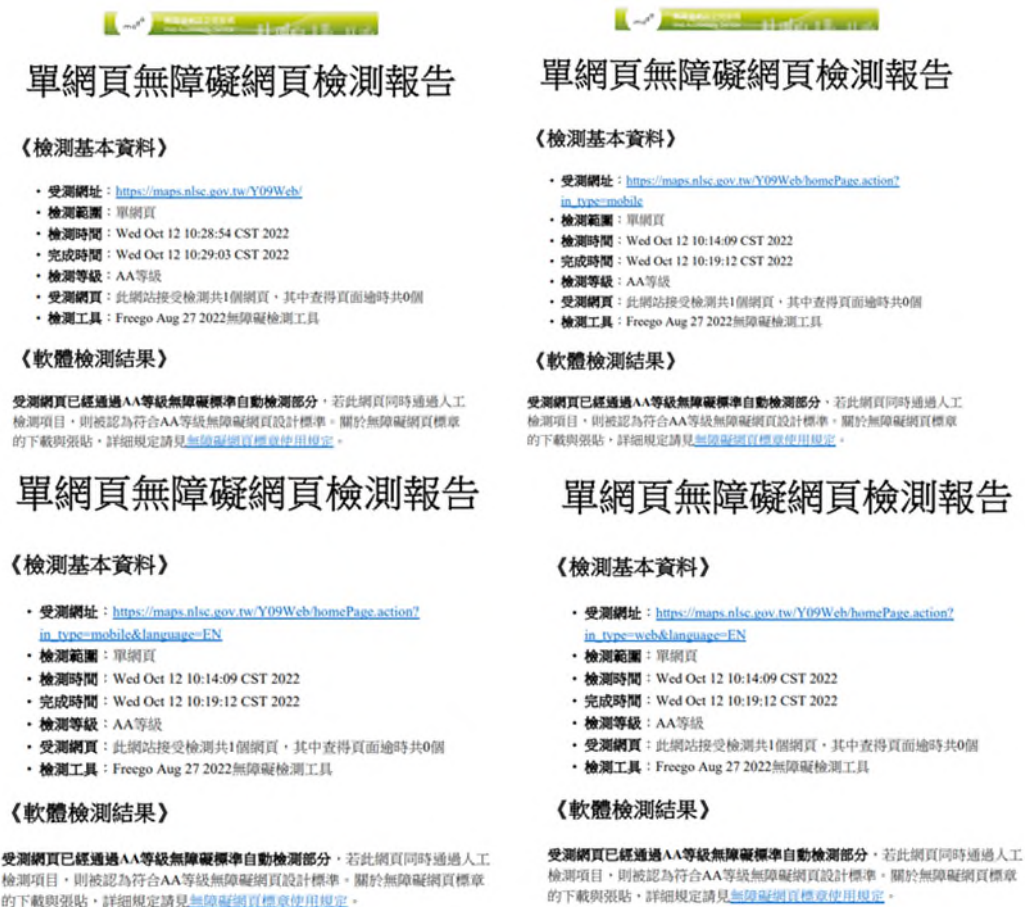 單網頁無障礙網頁檢測報告
《檢測基本資料》
• 受測網址：https://maps.nlsc.gov.tw/Y09Web/
• 檢測範圍：單網頁
• 檢測時間：Wed Oct 12 10:28:54 CST 2022
• 完成時間：Wed Oct 12 10:29:03 CST 2022
• 檢測等級：AA等級
• 受測網頁：此網站接受檢測共1個網頁，其中查得頁面逾時共0個
• 檢測工具：Freego Aug 27 2022無障礙檢測工具
《軟體檢測結果》
受測網頁已經通過AA等級無障礙標準自動檢測部分，若此網頁同時通過人工
檢測項目，則被認為符合AA等級無障礙網頁設計標準。關於無障礙網頁標章
的下載與張貼，詳細規定請見無障礙網頁標章使用規定。
單網頁無障礙網頁檢測報告
《檢測基本資料》
• 受測網址：https://maps.nlsc.gov.tw/Y09Web/homePage.action?
in_type=mobile
• 檢測範圍：單網頁
• 檢測時間：Wed Oct 12 10:14:09 CST 2022
• 完成時間：Wed Oct 12 10:19:12 CST 2022
• 檢測等級：AA等級
• 受測網頁：此網站接受檢測共1個網頁，其中查得頁面逾時共0個
• 檢測工具：Freego Aug 27 2022無障礙檢測工具
《軟體檢測結果》
受測網頁已經通過AA等級無障礙標準自動檢測部分，若此網頁同時通過人工
檢測項目，則被認為符合AA等級無障礙網頁設計標準。關於無障礙網頁標章
的下載與張貼，詳細規定請見無障礙網頁標章使用規定。
單網頁無障礙網頁檢測報告
《檢測基本資料》
• 受測網址：https://maps.nlsc.gov.tw/Y09Web/homePage.action?
in_type=mobile&language=EN
• 檢測範圍：單網頁
• 檢測時間：Wed Oct 12 10:14:09 CST 2022
• 完成時間：Wed Oct 12 10:19:12 CST 2022
• 檢測等級：AA等級
• 受測網頁：此網站接受檢測共1個網頁，其中查得頁面逾時共0個
• 檢測工具：Freego Aug 27 2022無障礙檢測工具
《軟體檢測結果》
受測網頁已經通過AA等級無障礙標準自動檢測部分，若此網頁同時通過人工
檢測項目，則被認為符合AA等級無障礙網頁設計標準。關於無障礙網頁標章
的下載與張貼，詳細規定請見無障礙網頁標章使用規定。
單網頁無障礙網頁檢測報告
《檢測基本資料》
• 受測網址：https://maps.nlsc.gov.tw/Y09Web/homePage.action?
in_type=web&language=EN
• 檢測範圍：單網頁
• 檢測時間：Wed Oct 12 10:14:09 CST 2022
• 完成時間：Wed Oct 12 10:19:12 CST 2022
• 檢測等級：AA等級
• 受測網頁：此網站接受檢測共1個網頁，其中查得頁面逾時共0個
• 檢測工具：Freego Aug 27 2022無障礙檢測工具
《軟體檢測結果》
受測網頁已經通過AA等級無障礙標準自動檢測部分，若此網頁同時通過人工
檢測項目，則被認為符合AA等級無障礙網頁設計標準。關於無障礙網頁標章
的下載與張貼，詳細規定請見無障礙網頁標章使用規定。